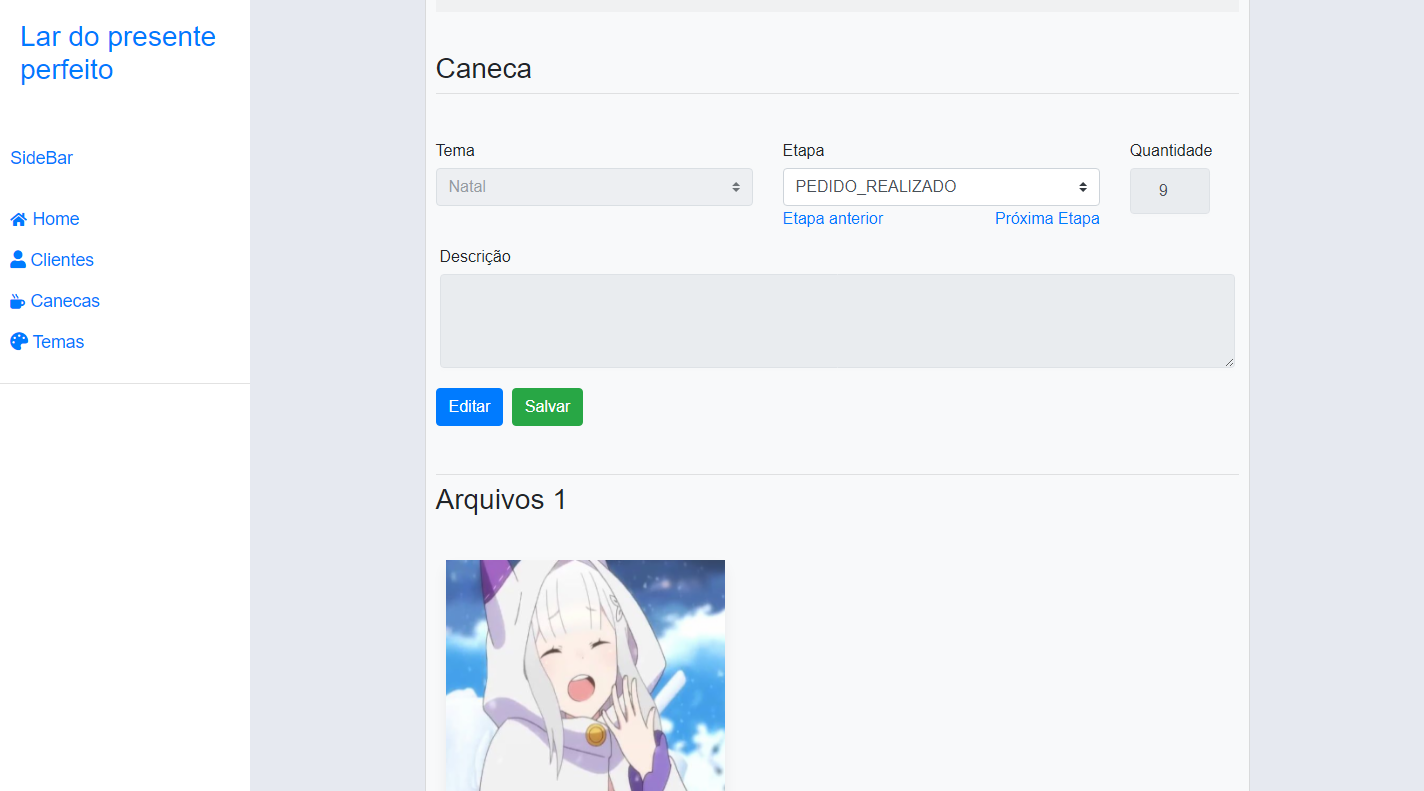 Lar do presente
perfeito
SideBar
Home
Clientes
Canecas
Temas
Caneca
Tema
Etapa
Quantidade
Natal
PEDIDO_REALIZADO
9
Etapa anterior
Próxima Etapa
Descrição
Editar
Salvar
Arquivos 1